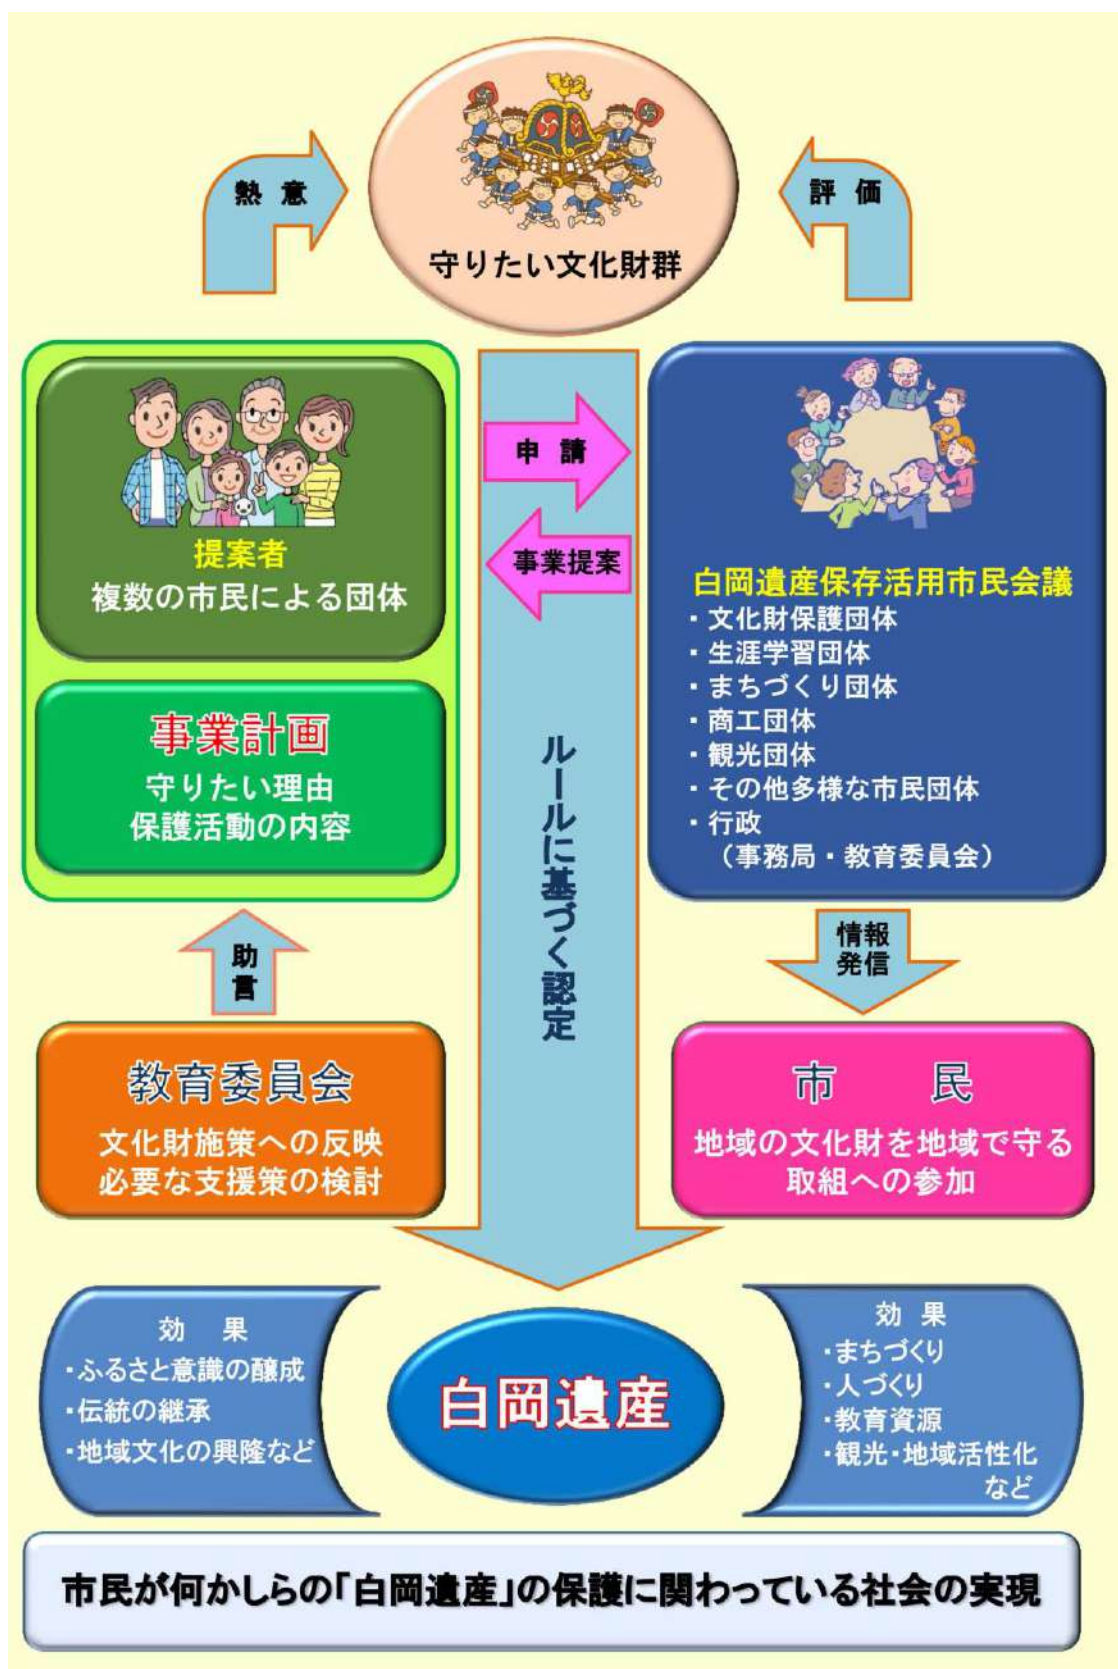 熱意
評価
守りたい文化財群
提案者
複数の市民による団体
事業計画
守りたい理由
保護活動の内容
申請
事業提案
白岡遺産保存活用市民会議
・文化財保護団体
・生涯学習団体
・まちづくり団体
・商工団体
・観光団体
・その他多様な市民団体
・行政
（事務局・教育委員会）
ルールに基づく認定
助言
情報
発信
教育委員会
文化財施策への反映
必要な支援策の検討
市民
地域の文化財を地域で守る
取組への参加
効果
・ふるさと意識の醸成
・伝統の継承
・地域文化の興隆など
白岡遺産
効果
・まちづくり
・人づくり
・教育資源
・観光・地域活性化
など
市民が何かしらの「白岡遺産」の保護に関わっている社会の実現